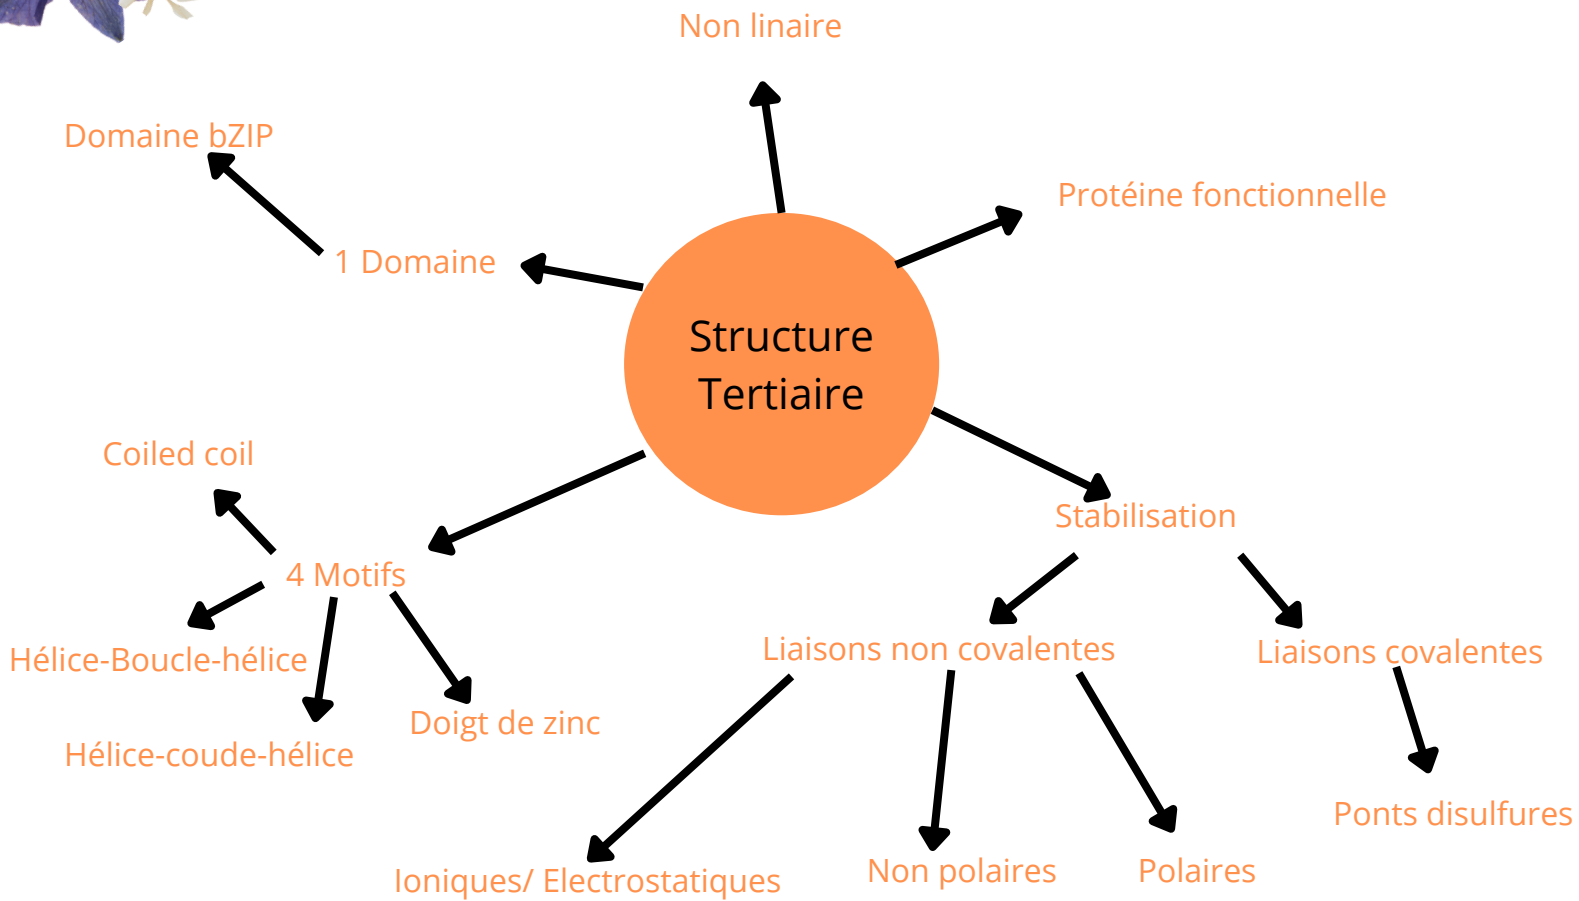 Non linaire
Domaine bZIP
Protéine fonctionnelle
1 Domaine
Structure
Tertiaire
Coiled coil
Stabilisation
4 Motifs
Liaisons non covalentes
Liaisons covalentes
Hélice-Boucle-hélice
Doigt de zinc
Hélice-coude-hélice
Ponts disulfures
Ioniques/ Electrostatiques
Non polaires
Polaires